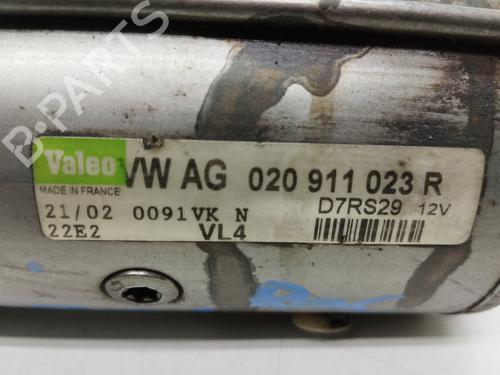 B-PARTS
Valeo VW AG 020 911 023 R
MADE IN FRANCE D7RS29 12V
21/02 0091VK N
22E2 VL4